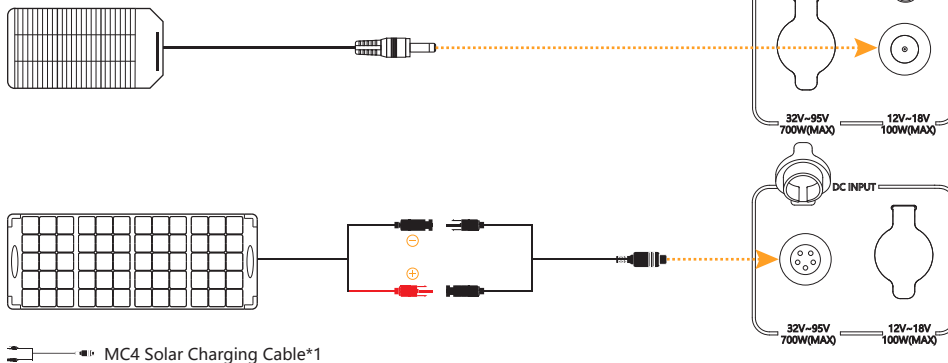 32V~95V
700W(MAX)
12V~18V
100W(MAX)
DC INPUT
32V~95V
700W(MAX)
12V~18V
100W(MAX)
MC4 Solar Charging Cable*1